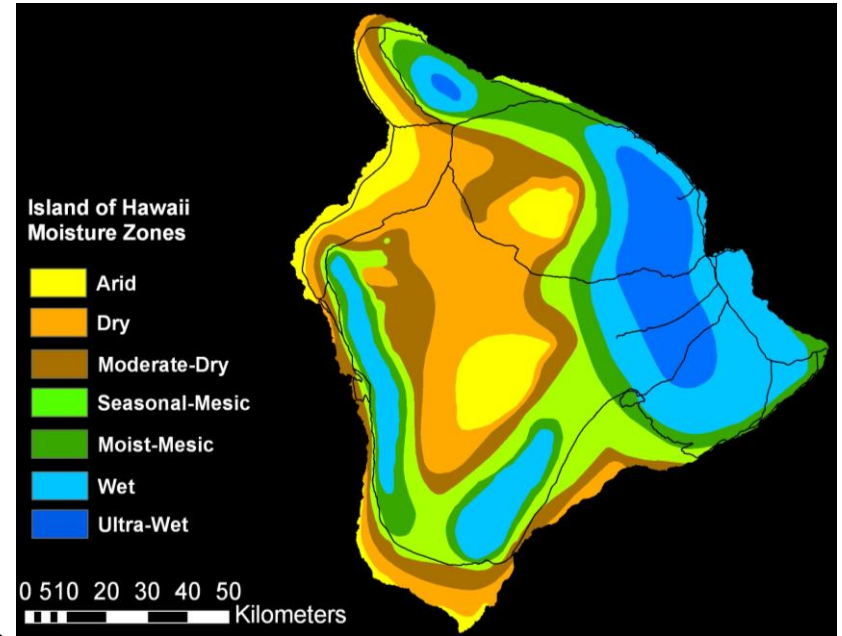 Island of Hawaii
Moisture Zones
Arid
Dry
Moderate-Dry
Seasonal-Mesic
Moist-Mesic
Wet
Ultra-Wet
0 510 20 30 40 50
Kilometers